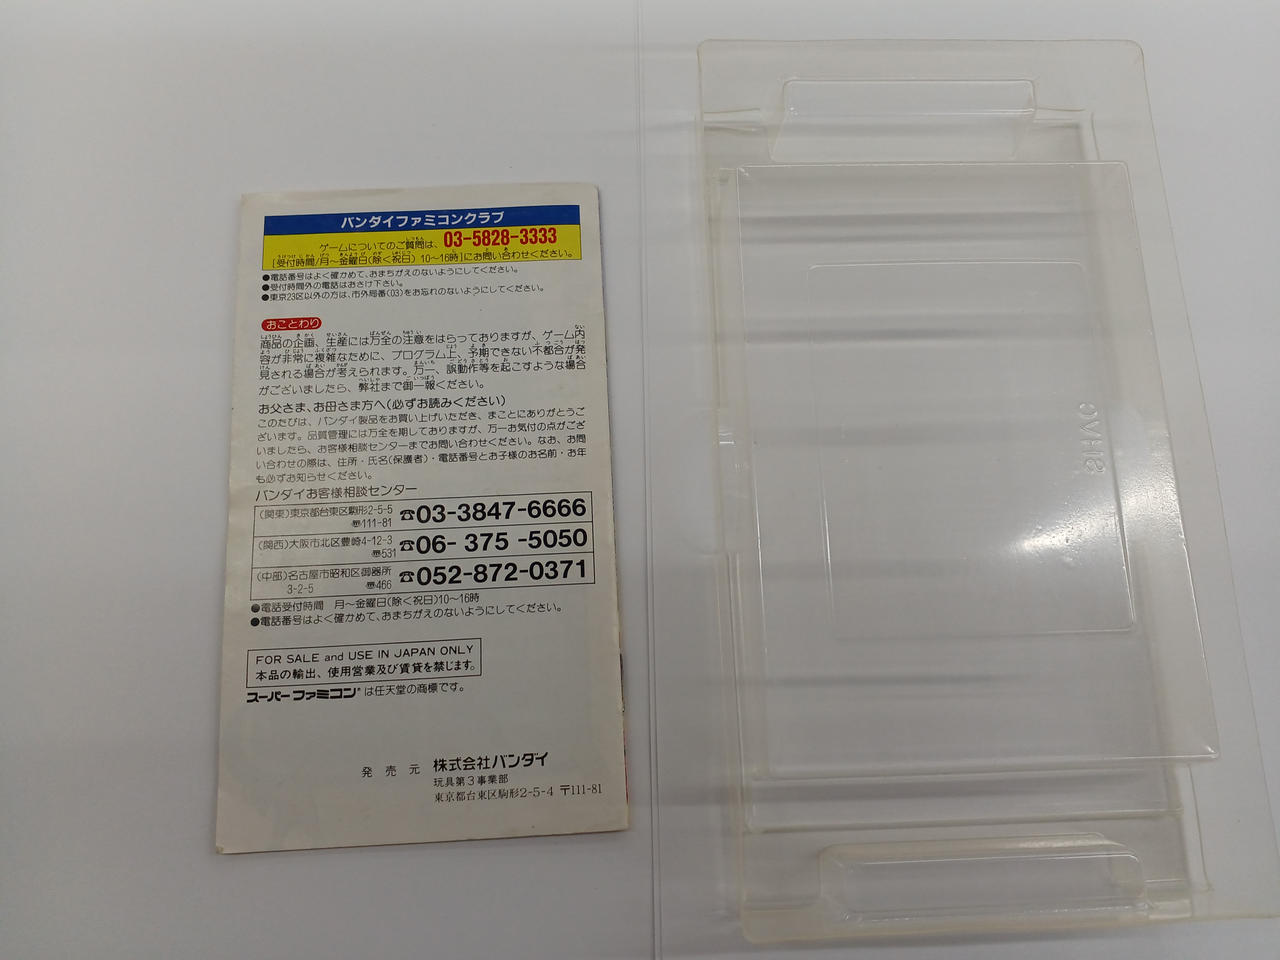 バンダイファミコンクラブ
ゲームについてのご質問は、03-5828-3333
[受付時間/月〜金曜日(除く祝日) 10〜16時]にお問い合わせください。
●電話番号はよく確かめて、おまちがえのないようにしてください。
●受付時間外の電話はおさけ下さい。
●東京23区以外の方は、市外局番(03)をお忘れのないようにしてください。
おことわり
商品の企画、生産には万全の注意をはらっておりますが、ゲーム内
容が非常に複雑なために、プログラム上、予期できない不都合が発
見される場合が考えられます。万一、誤動作等を起こすような場合
がございましたら、弊社まで御一報ください。
お父さま、お母さま方へ(必ずお読みください)
このたびは、バンダイ製品をお買い上げいただき、まことにありがとうご
ざいます。品質管理には万全を期しておりますが、万一お気付の点がござ
いましたら、お客様相談センターまでお問い合わせください。なお、お問
い合わせの際は、住所・氏名(保護者)・電話番号とお子様のお名前・お年
も必ずお知らせください。
バンダイお客様相談センター
(関東)東京都台東区駒形2-5-5 ☎03-3847-6666
〠111-81
(関西)大阪市北区豊崎4-12-3 ☎06-375-5050
〠531
(中部)名古屋市昭和区御器所 ☎052-872-0371
3-2-5 〠466
●電話受付時間 月〜金曜日(除く祝日)10〜16時
●電話番号はよく確かめて、おまちがえのないようにしてください。
FOR SALE and USE IN JAPAN ONLY
本品の輸出、使用営業及び賃貸を禁じます。
スーパーファミコン®は任天堂の商標です。
発売元 株式会社バンダイ
玩具第3事業部
東京都台東区駒形2-5-4 〒111-81